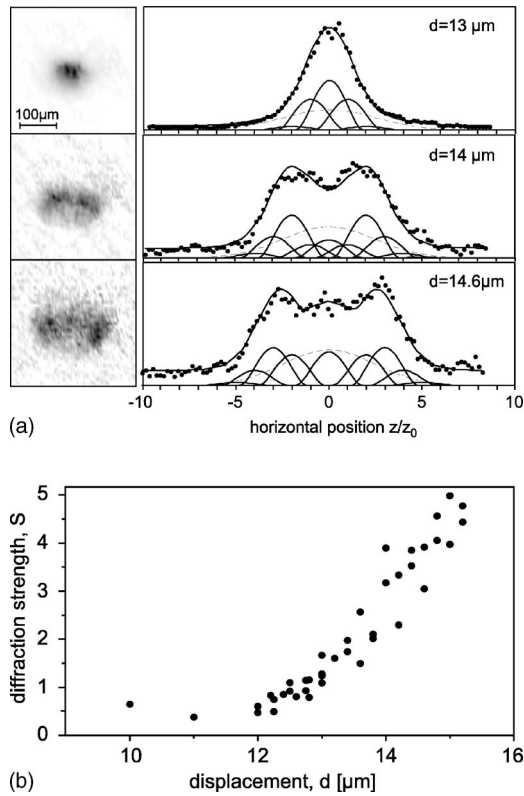 d=13 µm
100µm
d=14 µm
d=14.6µm
-10 -5 0 5 10
(a)
horizontal position z/z0
5
4
3
2
1
0
diffraction strength, S
10 12 14 16
(b)
displacement, d [µm]